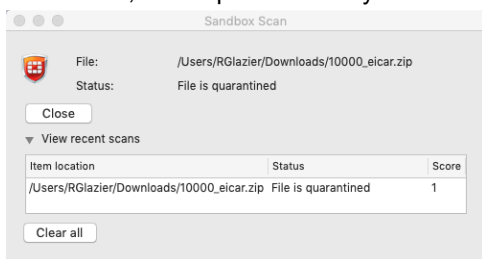 Sandbox Scan
File: /Users/RGlazier/Downloads/10000_eicar.zip
Status: File is quarantined
Close
View recent scans
Item location Status Score
/Users/RGlazier/Downloads/10000_eicar.zip File is quarantined 1
Clear all